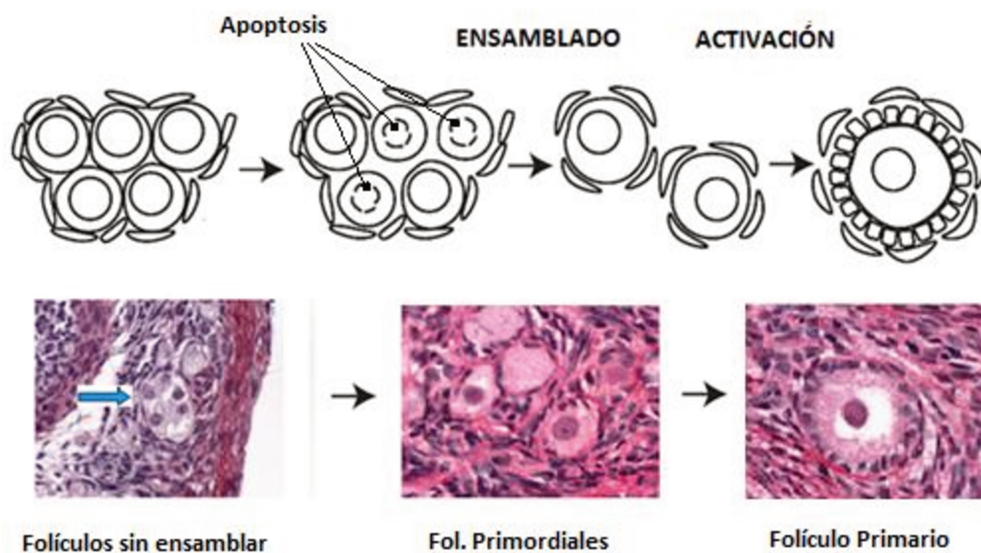 Apoptosis
ENSAMBLADO
ACTIVACIÓN
Folículos sin ensamblar
Fol. Primordiales
Folículo Primario